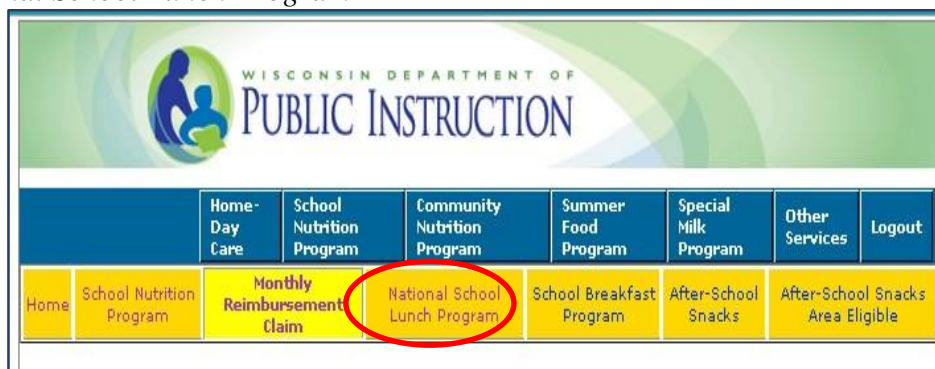 WISCONSIN DEPARTMENT OF
PUBLIC INSTRUCTION
Home-
Day
Care
School
Nutrition
Program
Community
Nutrition
Program
Summer
Food
Program
Special
Milk
Program
Other
Services
Logout
Home
School Nutrition
Program
Monthly
Reimbursement
Claim
National School
Lunch Program
School Breakfast
Program
After-School
Snacks
After-School Snacks
Area Eligible